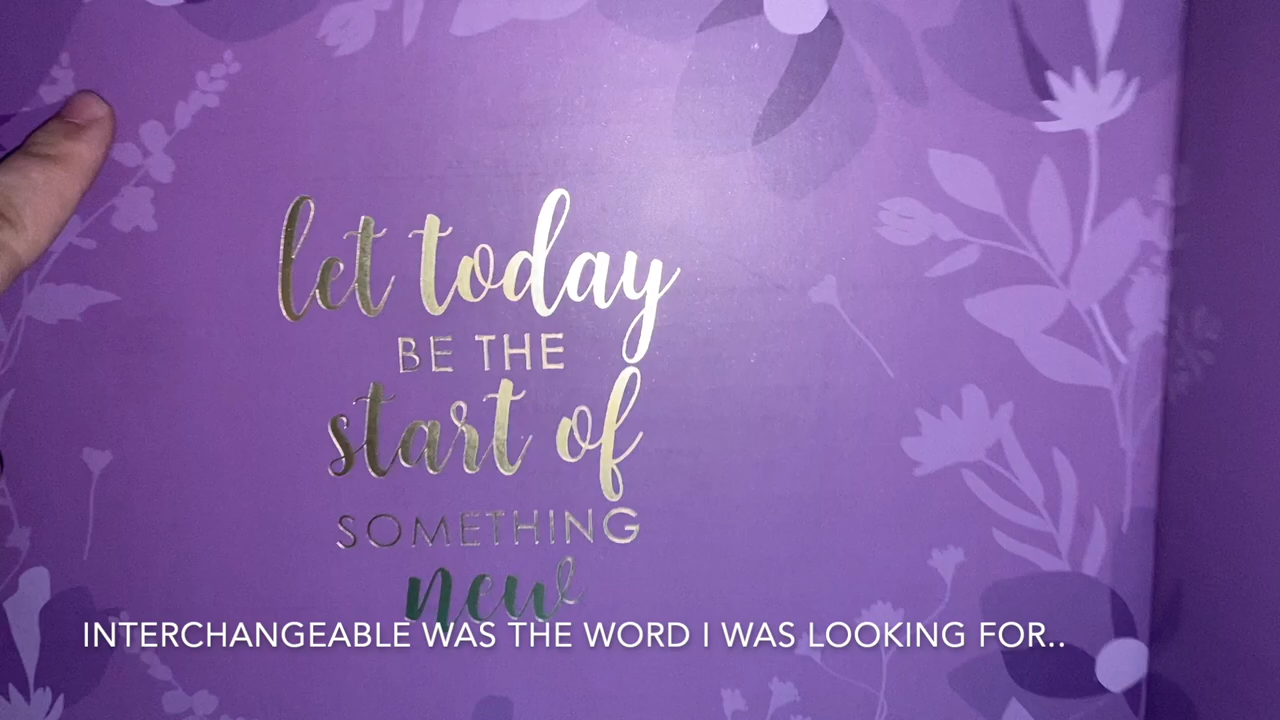 let today
BE THE
start of
SOMETHING
new
INTERCHANGEABLE WAS THE WORD I WAS LOOKING FOR..